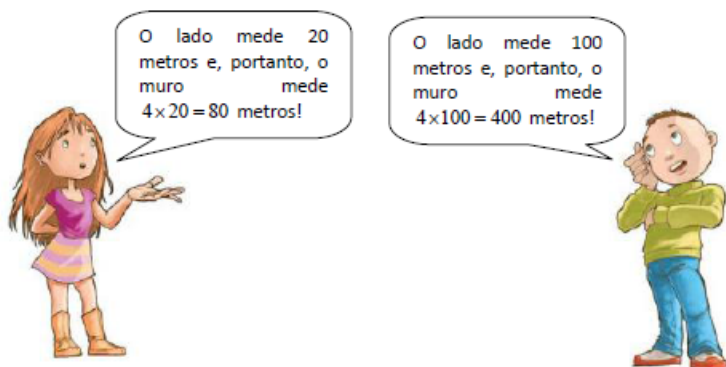 O lado mede 20
metros e, portanto, o
muro mede
4×20=80 metros!
O lado mede 100
metros e, portanto, o
muro mede
4×100=400 metros!